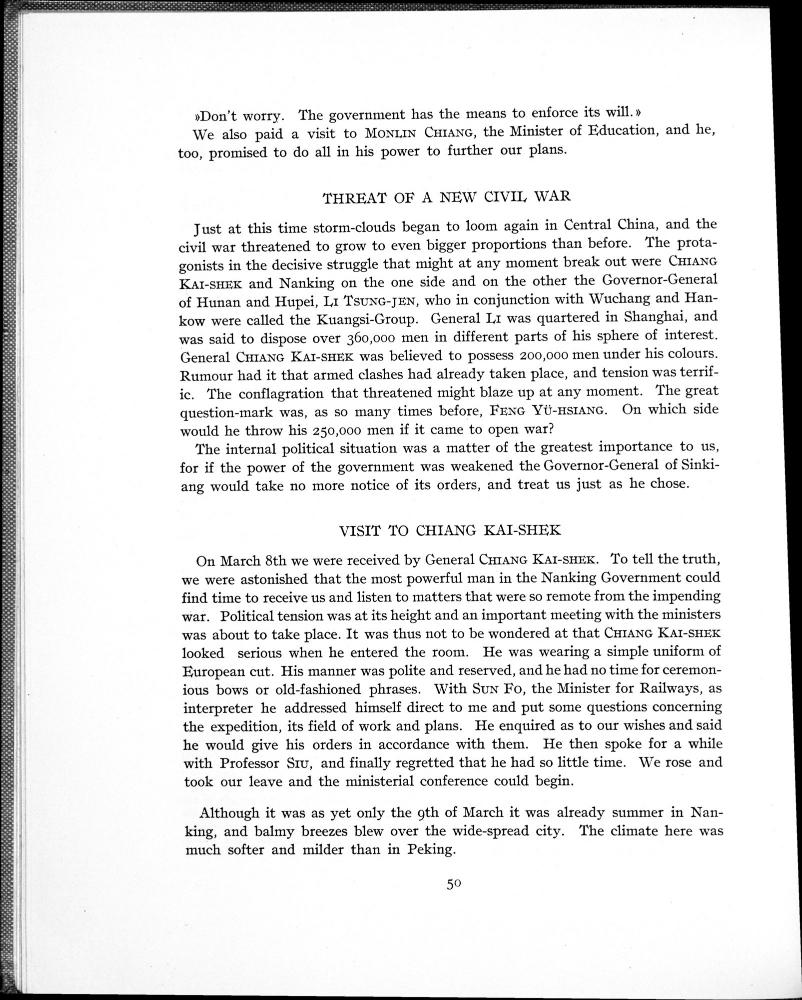 »Don't worry. The government has the means to enforce its will.»
We also paid a visit to MONLIN CHIANG, the Minister of Education, and he,
too, promised to do all in his power to further our plans.
THREAT OF A NEW CIVIL WAR
Just at this time storm-clouds began to loom again in Central China, and the
civil war threatened to grow to even bigger proportions than before. The prota-
gonists in the decisive struggle that might at any moment break out were CHIANG
KAI-SHEK and Nanking on the one side and on the other the Governor-General
of Hunan and Hupei, LI TSUNG-JEN, who in conjunction with Wuchang and Han-
kow were called the Kuangsi-Group. General LI was quartered in Shanghai, and
was said to dispose over 360,000 men in different parts of his sphere of interest.
General CHIANG KAI-SHEK was believed to possess 200,000 men under his colours.
Rumour had it that armed clashes had already taken place, and tension was terrif-
ic. The conflagration that threatened might blaze up at any moment. The great
question-mark was, as so many times before, FENG YÜ-HSIANG. On which side
would he throw his 250,000 men if it came to open war?
The internal political situation was a matter of the greatest importance to us,
for if the power of the government was weakened the Governor-General of Sinki-
ang would take no more notice of its orders, and treat us just as he chose.
VISIT TO CHIANG KAI-SHEK
On March 8th we were received by General CHIANG KAI-SHEK. To tell the truth,
we were astonished that the most powerful man in the Nanking Government could
find time to receive us and listen to matters that were so remote from the impending
war. Political tension was at its height and an important meeting with the ministers
was about to take place. It was thus not to be wondered at that CHIANG KAI-SHEK
looked serious when he entered the room. He was wearing a simple uniform of
European cut. His manner was polite and reserved, and he had no time for ceremon-
ious bows or old-fashioned phrases. With SUN FO, the Minister for Railways, as
interpreter he addressed himself direct to me and put some questions concerning
the expedition, its field of work and plans. He enquired as to our wishes and said
he would give his orders in accordance with them. He then spoke for a while
with Professor SIU, and finally regretted that he had so little time. We rose and
took our leave and the ministerial conference could begin.
Although it was as yet only the 9th of March it was already summer in Nan-
king, and balmy breezes blew over the wide-spread city. The climate here was
much softer and milder than in Peking.
50